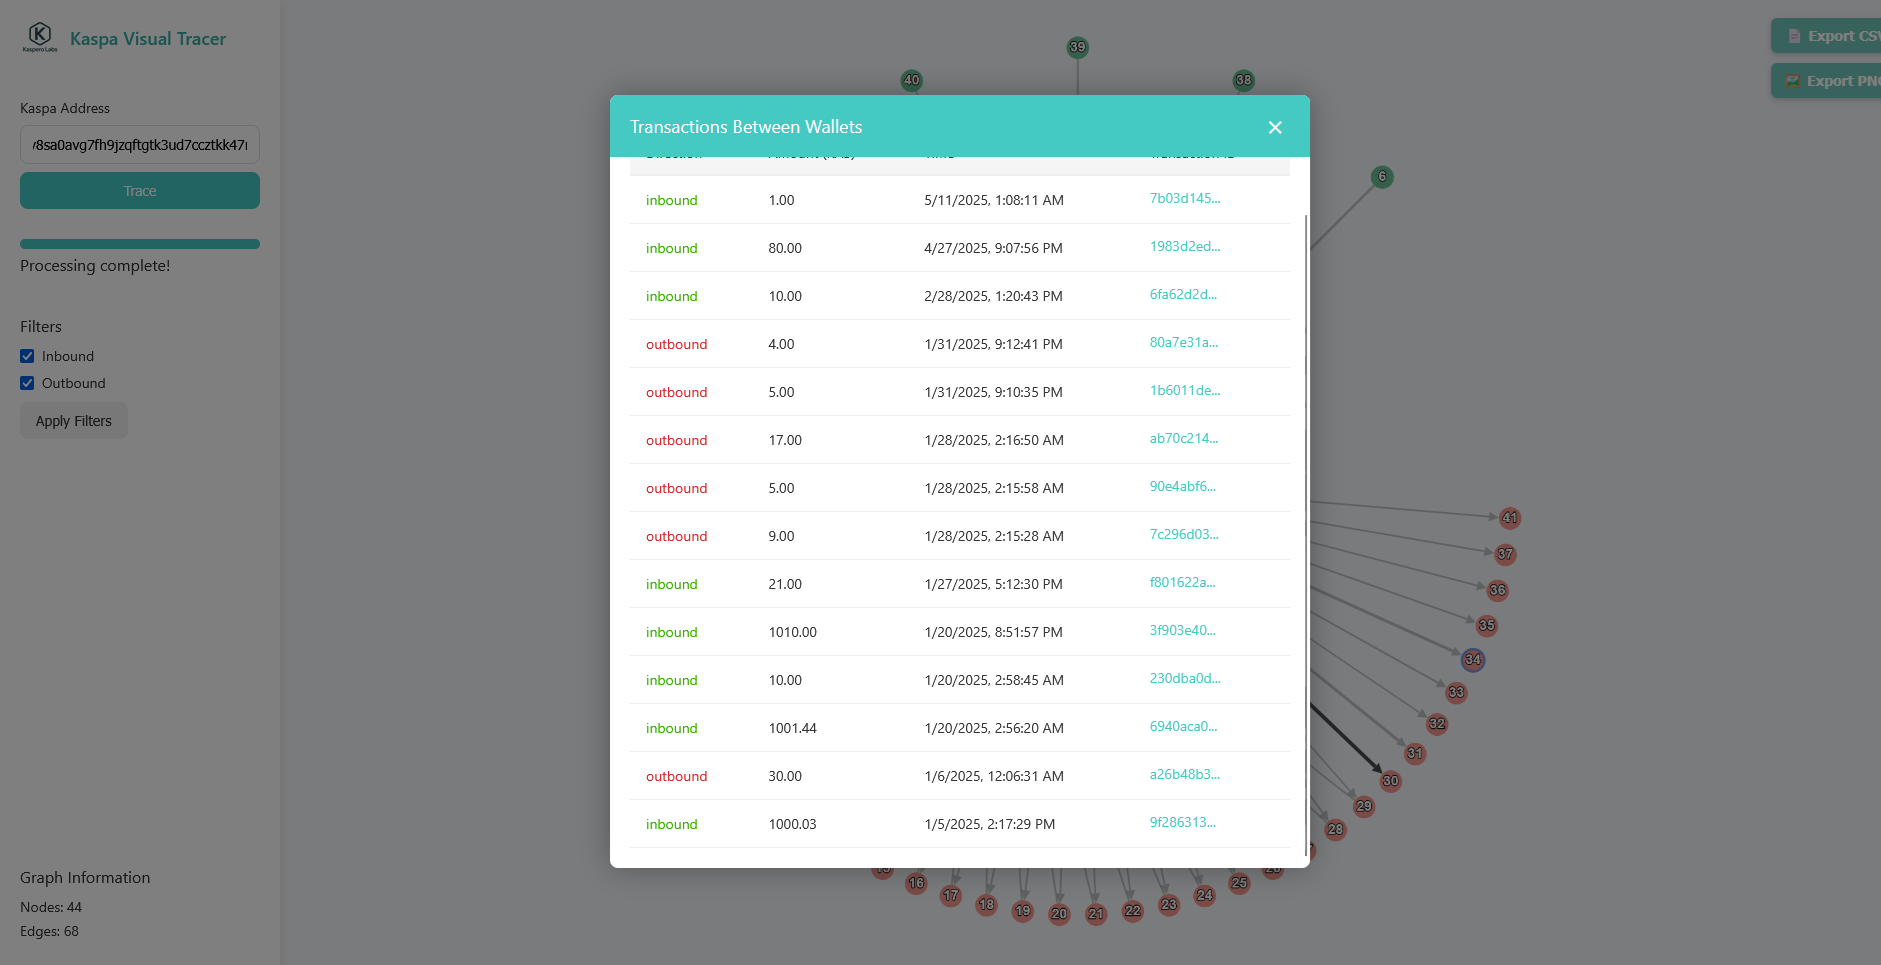 Kaspero Labs
Kaspa Visual Tracer
Kaspa Address
v8sa0avg7fh9jzqftgtk3ud7ccztkk47r
Trace
Processing complete!
Filters
Inbound
Outbound
Apply Filters
Graph Information
Nodes: 44
Edges: 68
Export CSV
Export PNG
39
40
38
6
Transactions Between Wallets
×
Direction Amount (KAS) Time Transaction ID
inbound 1.00 5/11/2025, 1:08:11 AM 7b03d145...
inbound 80.00 4/27/2025, 9:07:56 PM 1983d2ed...
inbound 10.00 2/28/2025, 1:20:43 PM 6fa62d2d...
outbound 4.00 1/31/2025, 9:12:41 PM 80a7e31a...
outbound 5.00 1/31/2025, 9:10:35 PM 1b6011de...
outbound 17.00 1/28/2025, 2:16:50 AM ab70c214...
outbound 5.00 1/28/2025, 2:15:58 AM 90e4abf6...
outbound 9.00 1/28/2025, 2:15:28 AM 7c296d03...
inbound 21.00 1/27/2025, 5:12:30 PM f801622a...
inbound 1010.00 1/20/2025, 8:51:57 PM 3f903e40...
inbound 10.00 1/20/2025, 2:58:45 AM 230dba0d...
inbound 1001.44 1/20/2025, 2:56:20 AM 6940aca0...
outbound 30.00 1/6/2025, 12:06:31 AM a26b48b3...
inbound 1000.03 1/5/2025, 2:17:29 PM 9f286313...
41
37
36
35
34
33
32
31
30
29
28
16
17
18
19
20
21
22
23
24
25